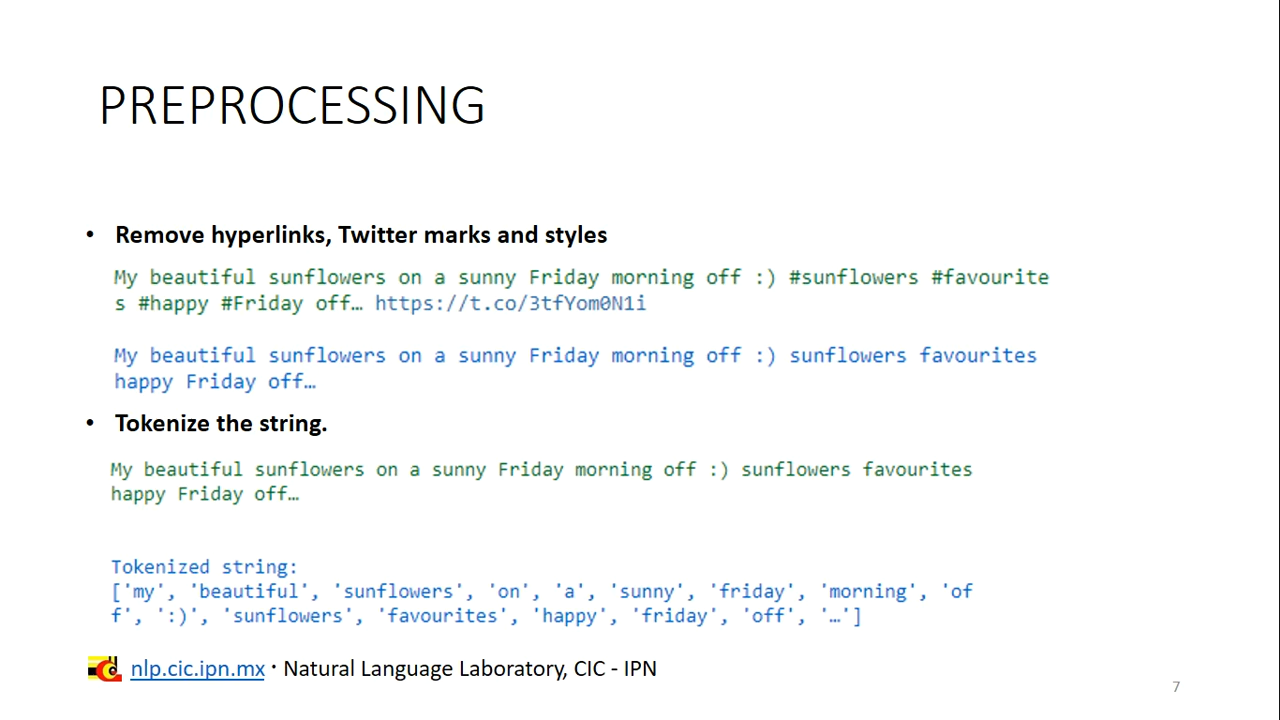 PREPROCESSING
• Remove hyperlinks, Twitter marks and styles
My beautiful sunflowers on a sunny Friday morning off :) #sunflowers #favourite
s #happy #Friday off… https://t.co/3tfYom0N1i
My beautiful sunflowers on a sunny Friday morning off :) sunflowers favourites
happy Friday off…
• Tokenize the string.
My beautiful sunflowers on a sunny Friday morning off :) sunflowers favourites
happy Friday off…
Tokenized string:
['my', 'beautiful', 'sunflowers', 'on', 'a', 'sunny', 'friday', 'morning', 'of
f', ':)', 'sunflowers', 'favourites', 'happy', 'friday', 'off', '…']
nlp.cic.ipn.mx · Natural Language Laboratory, CIC - IPN
7